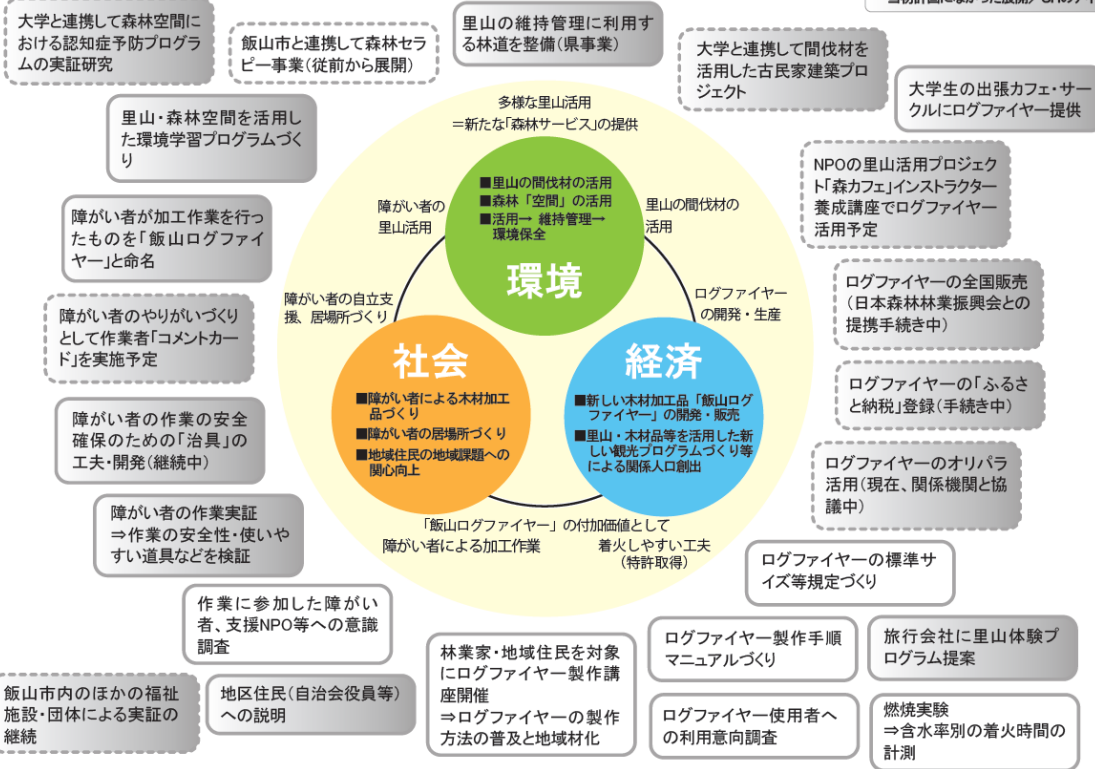 大学と連携して森林空間に
おける認知症予防プログラ
ムの実証研究
飯山市と連携して森林セラ
ピー事業(従前から展開)
里山の維持管理に利用す
る林道を整備(県事業)
大学と連携して間伐材を
活用した古民家建築プロ
ジェクト
大学生の出張カフェ・サー
クルにログファイヤー提供
里山・森林空間を活用し
た環境学習プログラムづく
り
障がい者が加工作業を行っ
たものを「飯山ログファイ
ヤー」と命名
障がい者のやりがいづくり
として作業者「コメントカー
ド」を実施予定
障がい者の作業の安全
確保のための「治具」の
工夫・開発(継続中)
障がい者の作業実証
⇒作業の安全性・使いや
すい道具などを検証
作業に参加した障がい
者、支援NPO等への意識
調査
飯山市内のほかの福祉
施設・団体による実証の
継続
地区住民(自治会役員等)
への説明
多様な里山活用
=新たな「森林サービス」の提供
■里山の間伐材の活用
■森林「空間」の活用
■活用→ 維持管理→
環境保全
環境
障がい者の
里山活用
里山の間伐材の
活用
障がい者の自立支
援、居場所づくり
ログファイヤー
の開発・生産
社会
■障がい者による木材加工
品づくり
■障がい者の居場所づくり
■地域住民の地域課題への
関心向上
経済
■新しい木材加工品「飯山ログ
ファイヤー」の開発・販売
■里山・木材品等を活用した新
しい観光プログラムづくり等
による関係人口創出
「飯山ログファイヤー」の付加価値として
障がい者による加工作業
着火しやすい工夫
(特許取得)
NPOの里山活用プロジェク
ト「森カフェ」インストラクター
養成講座でログファイヤー
活用予定
ログファイヤーの全国販売
(日本森林林業振興会との
提携手続き中)
ログファイヤーの「ふるさ
と納税」登録(手続き中)
ログファイヤーのオリパラ
活用(現在、関係機関と協
議中)
ログファイヤーの標準サ
イズ等規定づくり
林業家・地域住民を対象
にログファイヤー製作講
座開催
⇒ログファイヤーの製作
方法の普及と地域材化
ログファイヤー製作手順
マニュアルづくり
旅行会社に里山体験プ
ログラム提案
ログファイヤー使用者へ
の利用意向調査
燃焼実験
⇒含水率別の着火時間の
計測